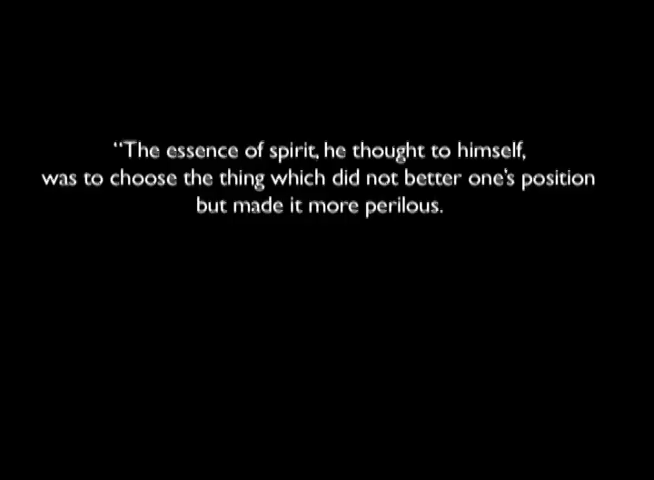 “The essence of spirit, he thought to himself,
was to choose the thing which did not better one's position
but made it more perilous.